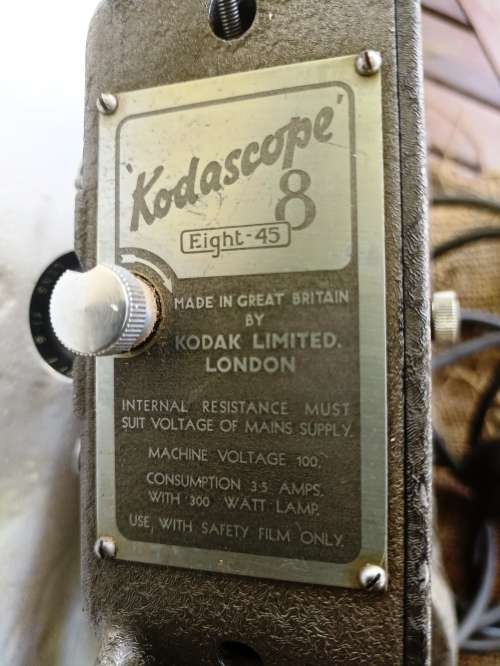 'Kodascope'
8
Eight-45
MADE IN GREAT BRITAIN
BY
KODAK LIMITED.
LONDON
INTERNAL RESISTANCE MUST
SUIT VOLTAGE OF MAINS SUPPLY.
MACHINE VOLTAGE 100.
CONSUMPTION 3·5 AMPS.
WITH 300 WATT LAMP.
USE, WITH SAFETY FILM ONLY.